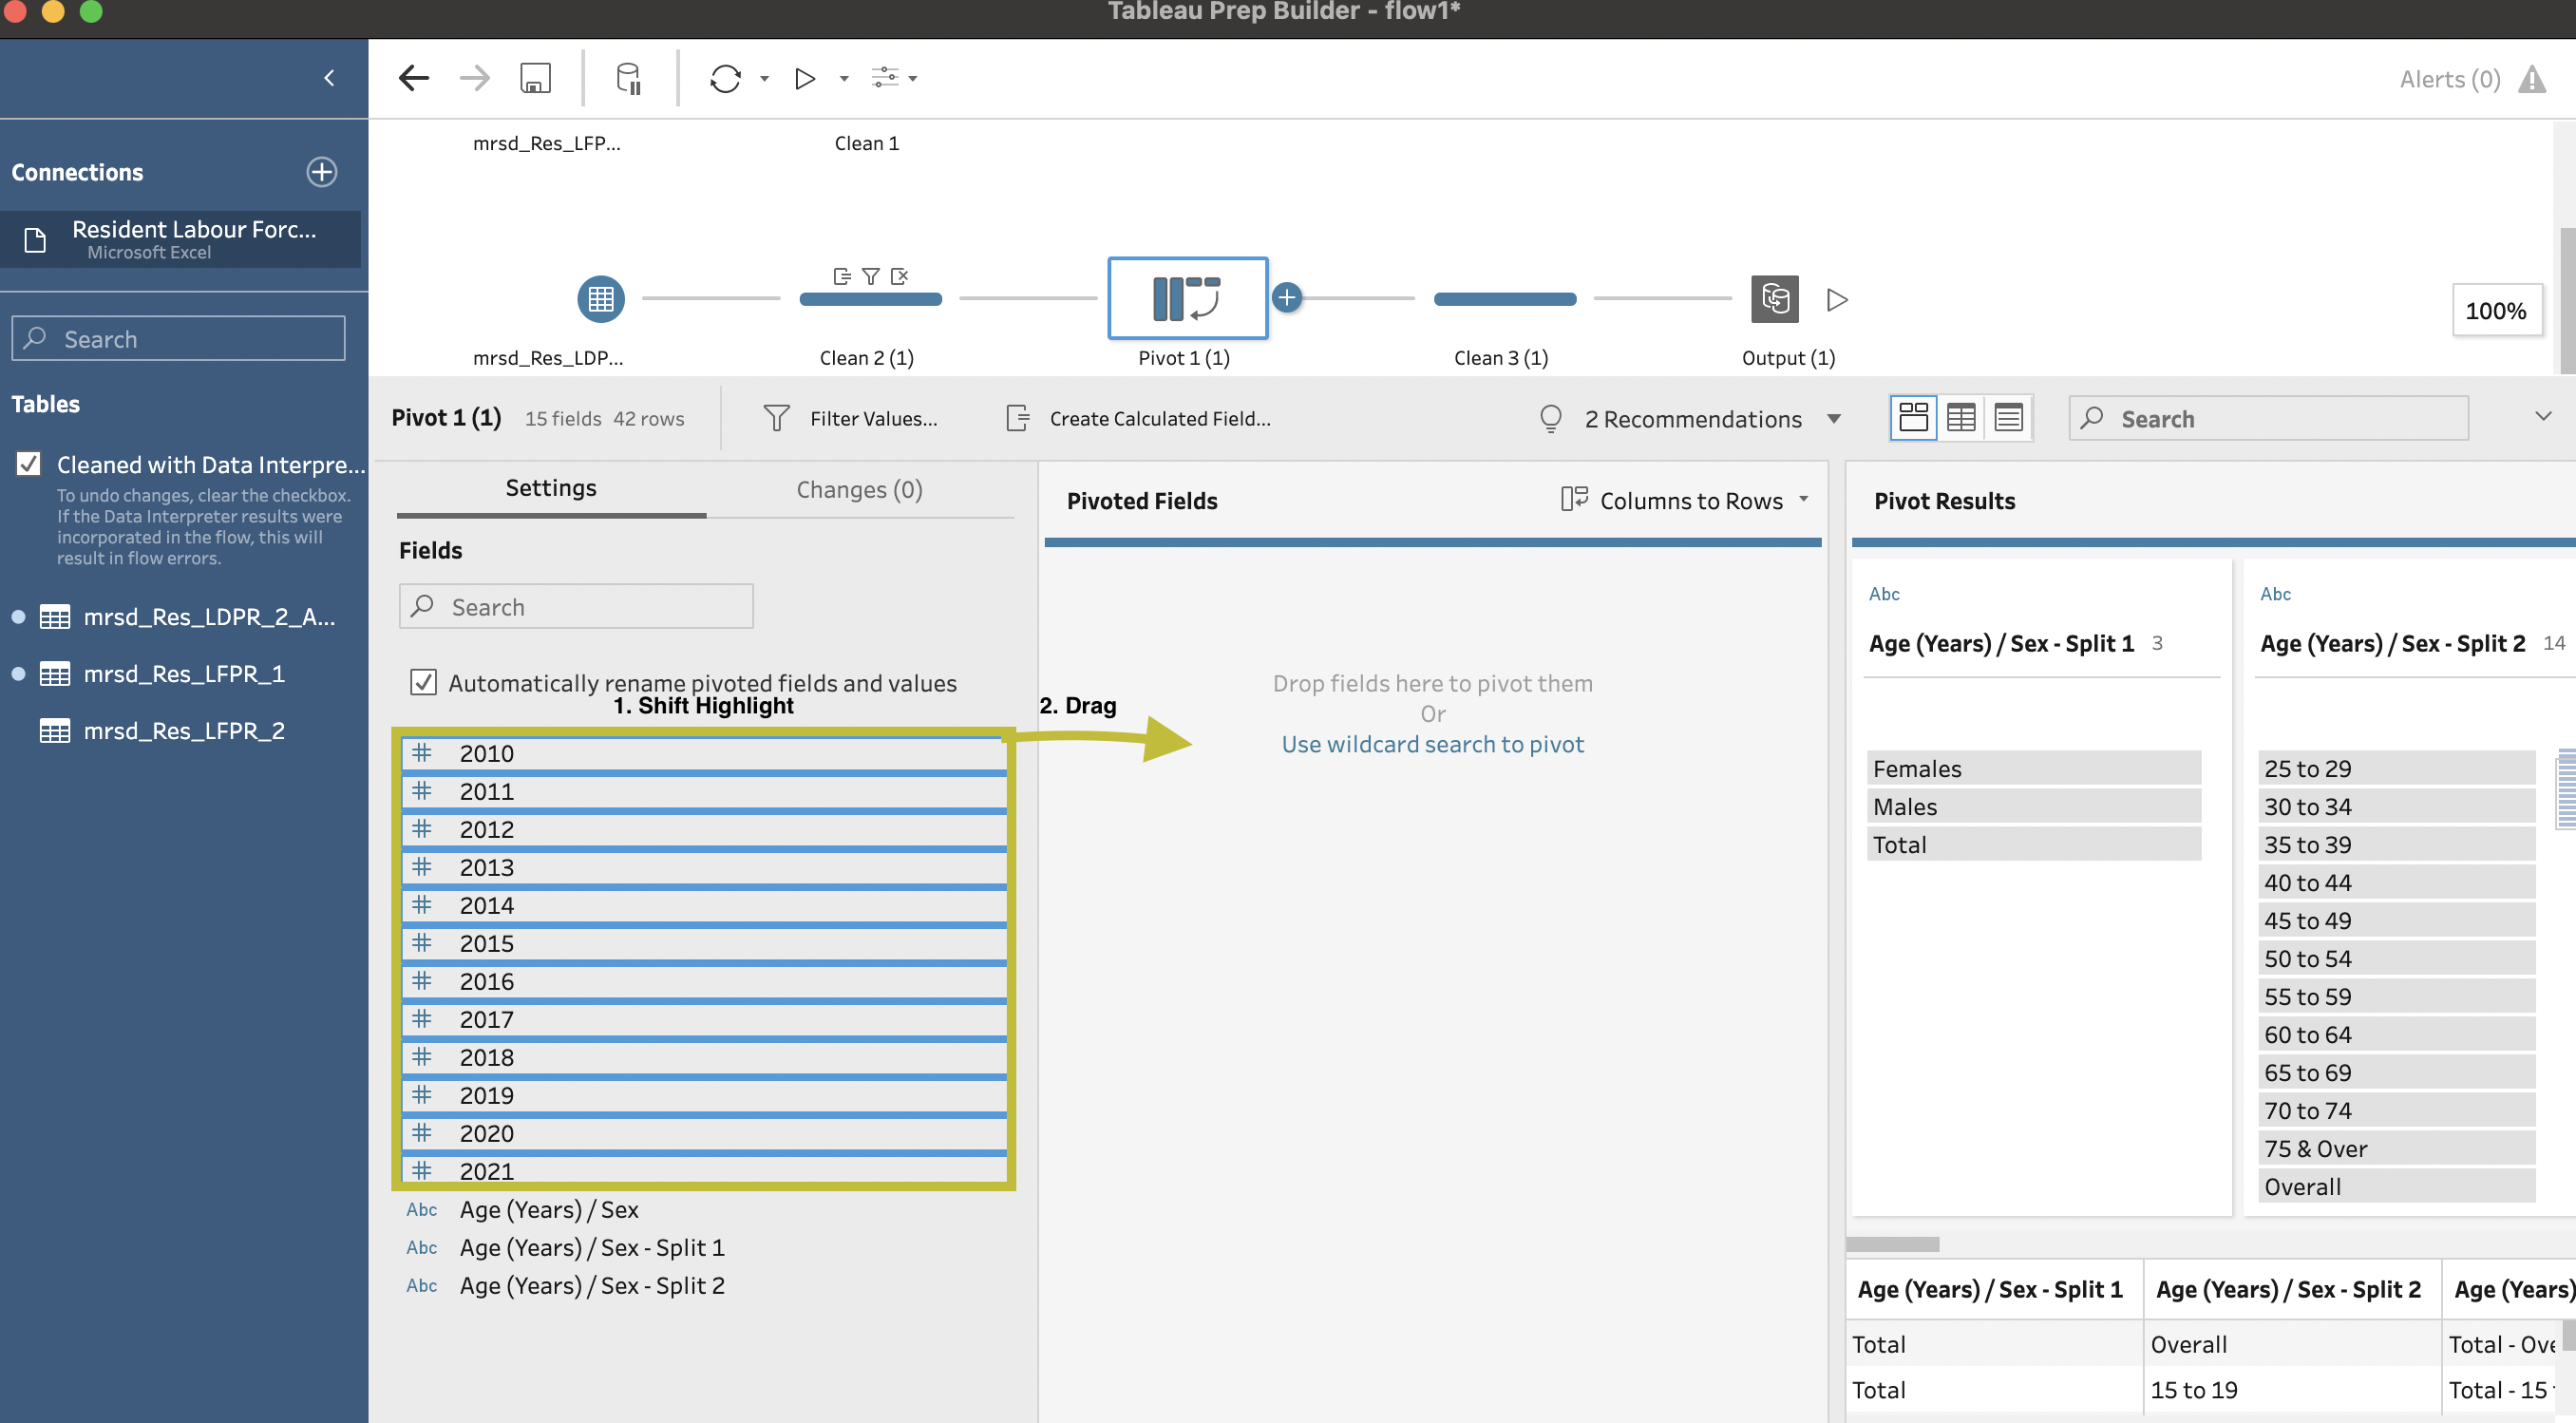 Tableau Prep Builder - flow1*
Alerts (0)
Connections
Resident Labour Forc...
Microsoft Excel
Search
Tables
Cleaned with Data Interpre...
To undo changes, clear the checkbox.
If the Data Interpreter results were
incorporated in the flow, this will
result in flow errors.
mrsd_Res_LDPR_2_A...
mrsd_Res_LFPR_1
mrsd_Res_LFPR_2
mrsd_Res_LFP...
Clean 1
100%
mrsd_Res_LDP...
Clean 2 (1)
Pivot 1 (1)
Clean 3 (1)
Output (1)
Pivot 1 (1) 15 fields 42 rows
Filter Values...
Create Calculated Field...
2 Recommendations
Search
Settings
Changes (0)
Fields
Search
Automatically rename pivoted fields and values
1. Shift Highlight
2. Drag
# 2010
# 2011
# 2012
# 2013
# 2014
# 2015
# 2016
# 2017
# 2018
# 2019
# 2020
# 2021
Abc Age (Years) / Sex
Abc Age (Years) / Sex - Split 1
Abc Age (Years) / Sex - Split 2
Pivoted Fields
Columns to Rows
Drop fields here to pivot them
Or
Use wildcard search to pivot
Pivot Results
Abc
Age (Years) / Sex - Split 1 3
Females
Males
Total
Abc
Age (Years) / Sex - Split 2 14
25 to 29
30 to 34
35 to 39
40 to 44
45 to 49
50 to 54
55 to 59
60 to 64
65 to 69
70 to 74
75 & Over
Overall
Age (Years) / Sex - Split 1 Age (Years) / Sex - Split 2 Age (Years)
Total Overall Total - Ove
Total 15 to 19 Total - 15